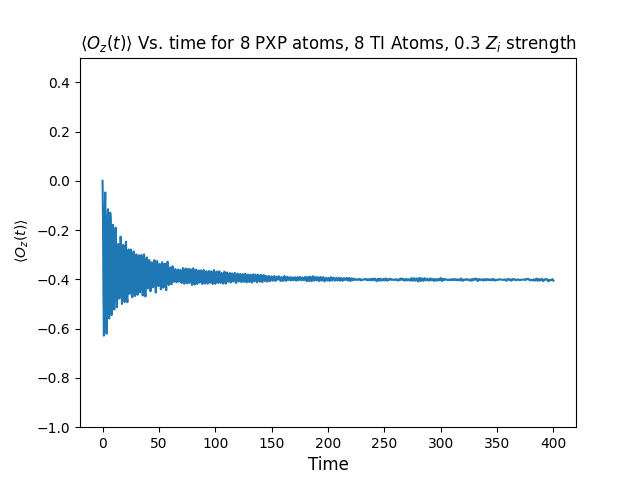 ⟨O_z(t)⟩ Vs. time for 8 PXP atoms, 8 TI Atoms, 0.3 Z_i strength
0.4
0.2
0.0
−0.2
−0.4
−0.6
−0.8
−1.0
⟨O_z(t)⟩
0 50 100 150 200 250 300 350 400
Time